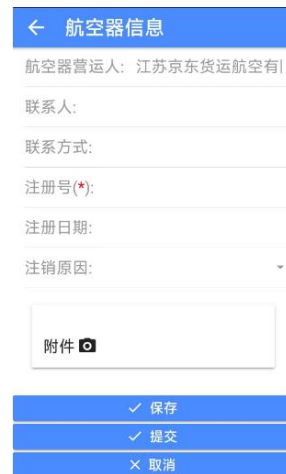 航空器信息
航空器营运人: 江苏京东货运航空有
联系人:
联系方式:
注册号(*):
注册日期:
注销原因:
附件
保存
提交
取消